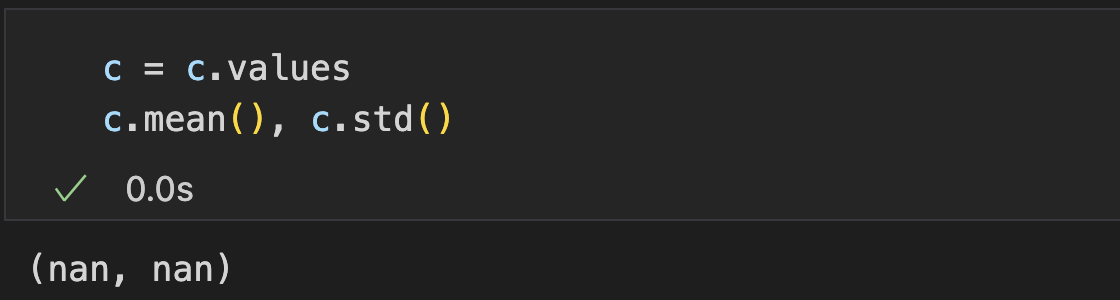 c = c.values
c.mean(), c.std()
0.0s
(nan, nan)